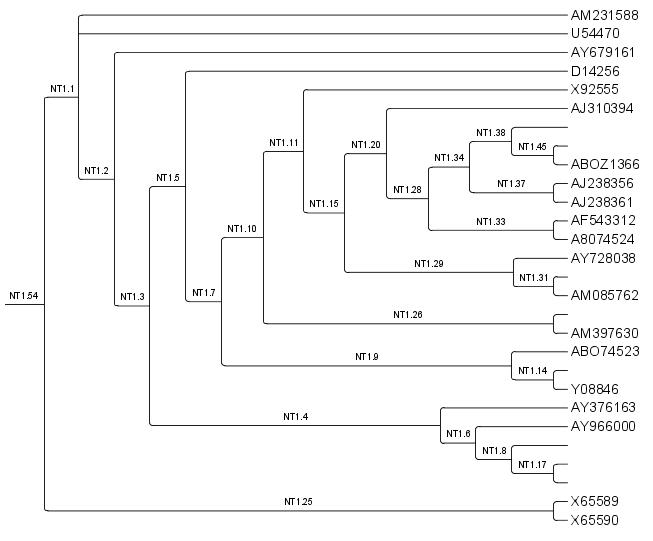 AM231588
U54470
AY679161
D14256
NT1.1
X92555
AJ310394
NT1.38
NT1.11
NT1.20
NT1.45
NT1.34
ABOZ1366
NT1.2
NT1.5
NT1.37
AJ238356
NT1.28
AJ238361
NT1.15
NT1.33
AF543312
NT1.10
A8074524
AY728038
NT1.29
NT1.31
NT1.7
AM085762
NT1.54
NT1.3
NT1.26
AM397630
ABO74523
NT1.9
NT1.14
Y08846
AY376163
NT1.4
AY966000
NT1.6
NT1.8
NT1.17
X65589
NT1.25
X65590